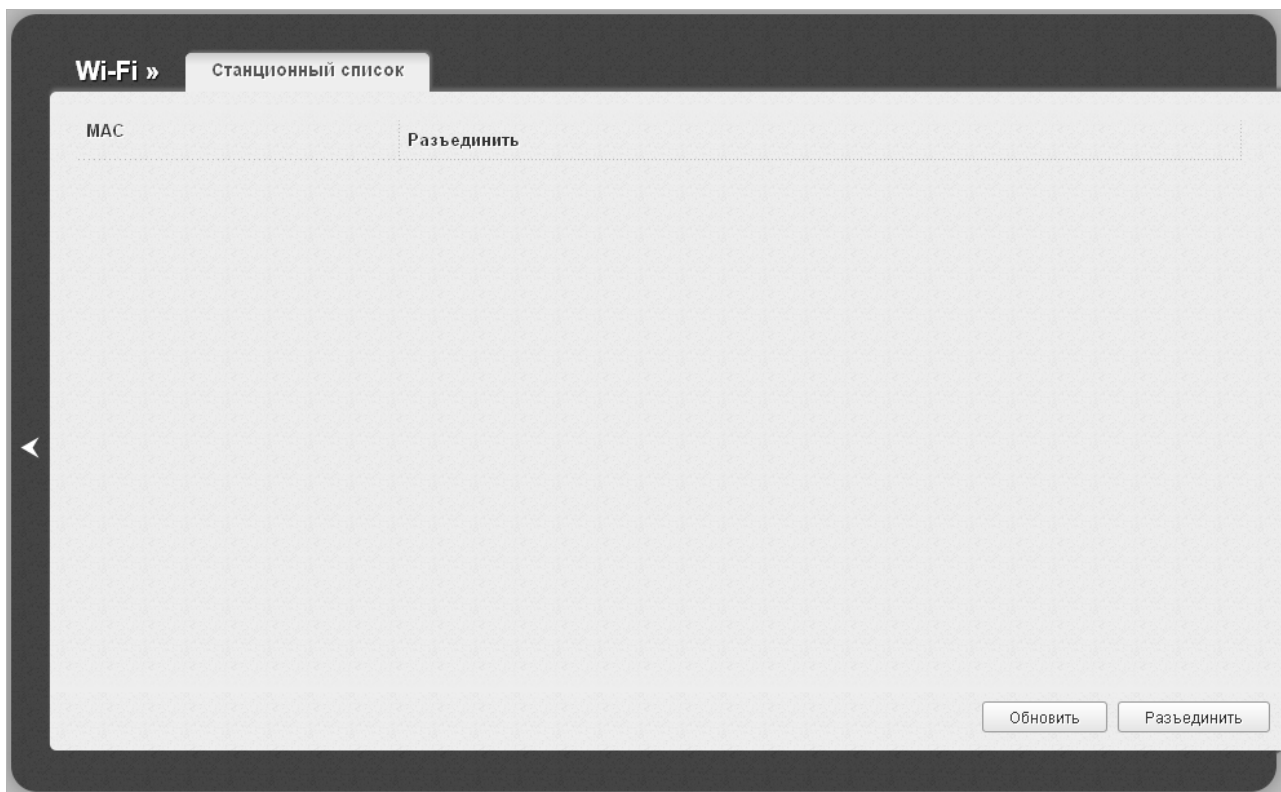 Wi-Fi » Станционный список
MAC Разъединить
Обновить Разъединить